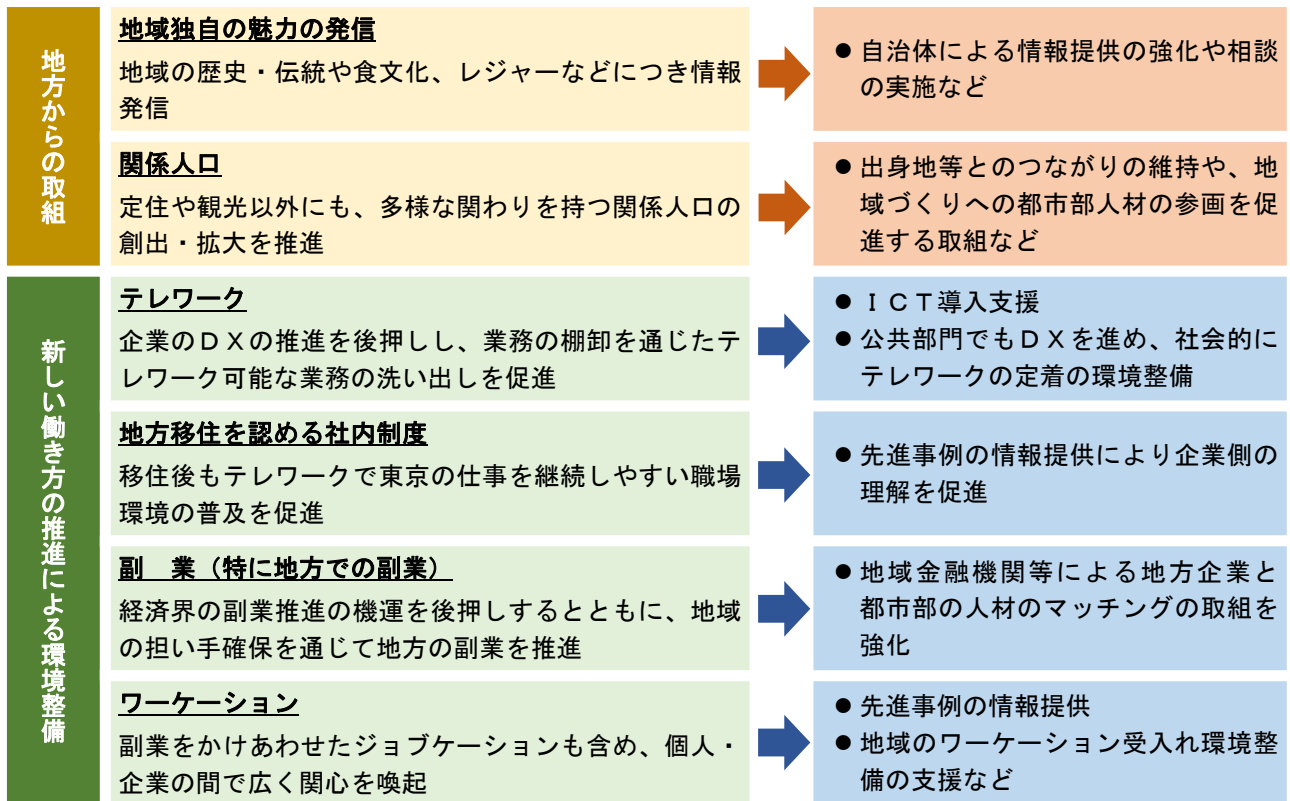 地方からの取組
地域独自の魅力の発信
地域の歴史・伝統や食文化、レジャーなどにつき情報
発信
● 自治体による情報提供の強化や相談
の実施など
関係人口
定住や観光以外にも、多様な関わりを持つ関係人口の
創出・拡大を推進
● 出身地等とのつながりの維持や、地
域づくりへの都市部人材の参画を促
進する取組など
新しい働き方の推進による環境整備
テレワーク
企業のＤＸの推進を後押しし、業務の棚卸を通じたテ
レワーク可能な業務の洗い出しを促進
● ＩＣＴ導入支援
● 公共部門でもＤＸを進め、社会的に
テレワークの定着の環境整備
地方移住を認める社内制度
移住後もテレワークで東京の仕事を継続しやすい職場
環境の普及を促進
● 先進事例の情報提供により企業側の
理解を促進
副　業（特に地方での副業）
経済界の副業推進の機運を後押しするとともに、地域
の担い手確保を通じて地方の副業を推進
● 地域金融機関等による地方企業と
都市部の人材のマッチングの取組を
強化
ワーケーション
副業をかけあわせたジョブケーションも含め、個人・
企業の間で広く関心を喚起
● 先進事例の情報提供
● 地域のワーケーション受入れ環境整
備の支援など